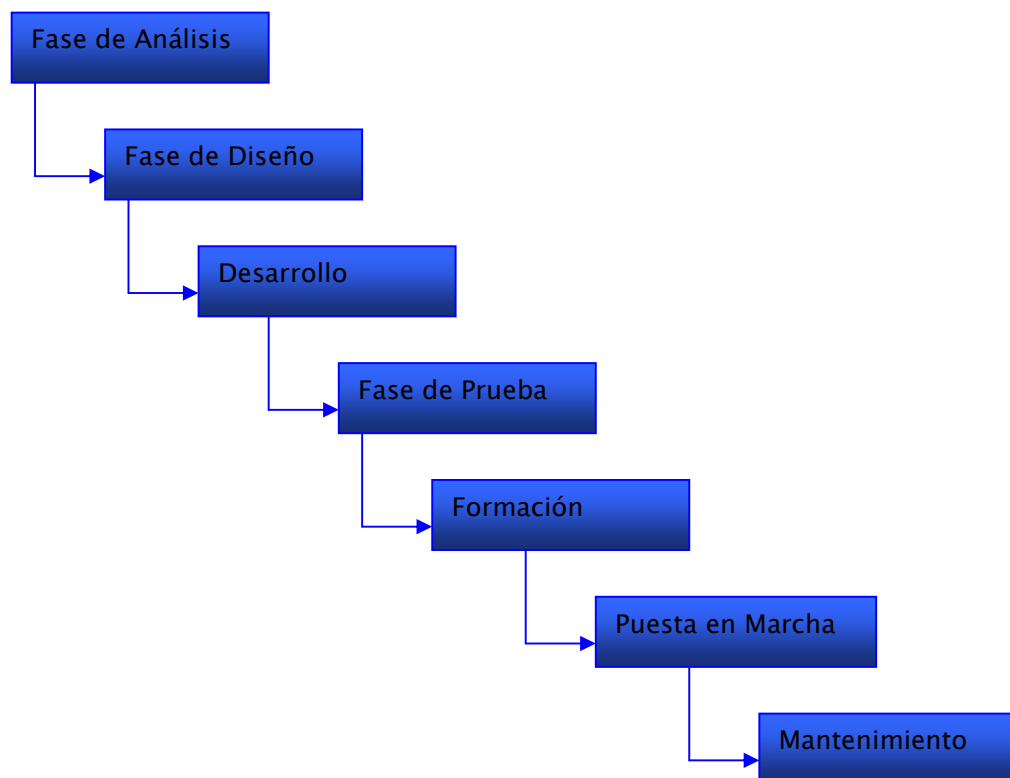 Fase de Análisis
Fase de Diseño
Desarrollo
Fase de Prueba
Formación
Puesta en Marcha
Mantenimiento